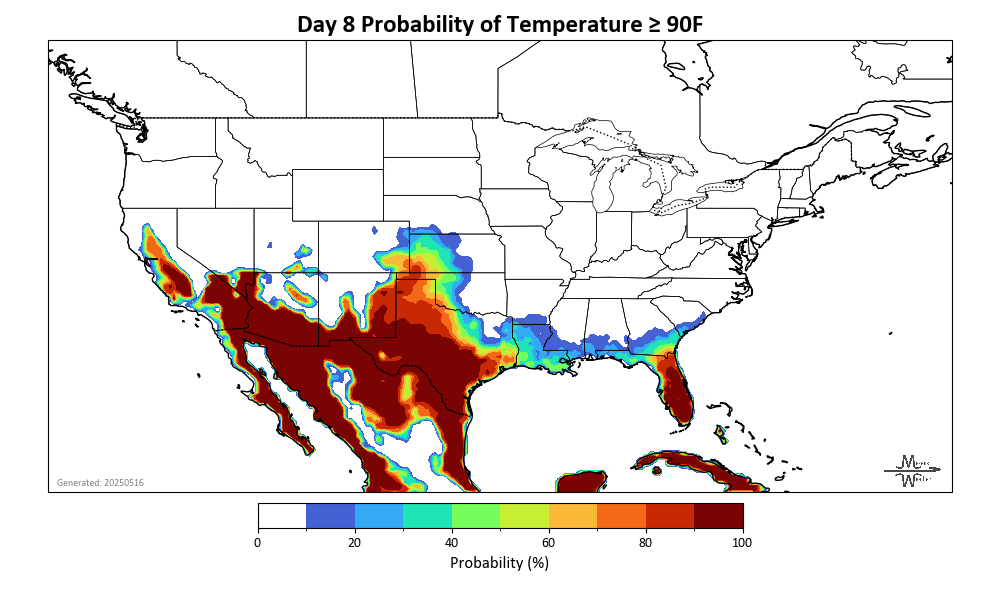 Day 8 Probability of Temperature ≥ 90F
Generated: 20250516
0 20 40 60 80 100
Probability (%)